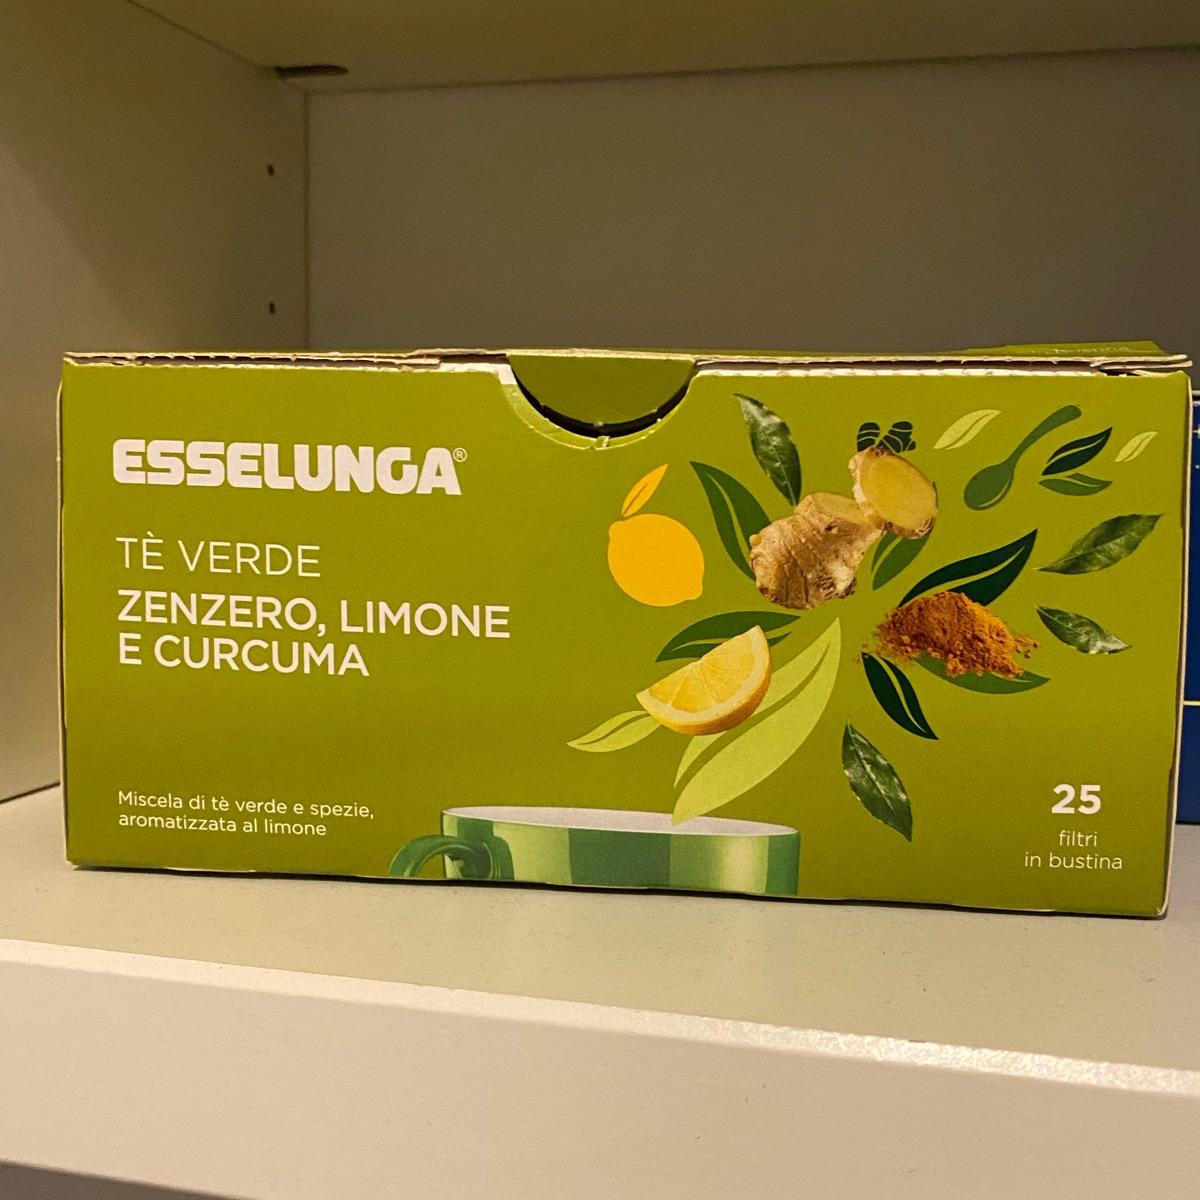 ESSELUNGA®
TÈ VERDE
ZENZERO, LIMONE
E CURCUMA
Miscela di tè verde e spezie,
aromatizzata al limone
25
filtri
in bustina